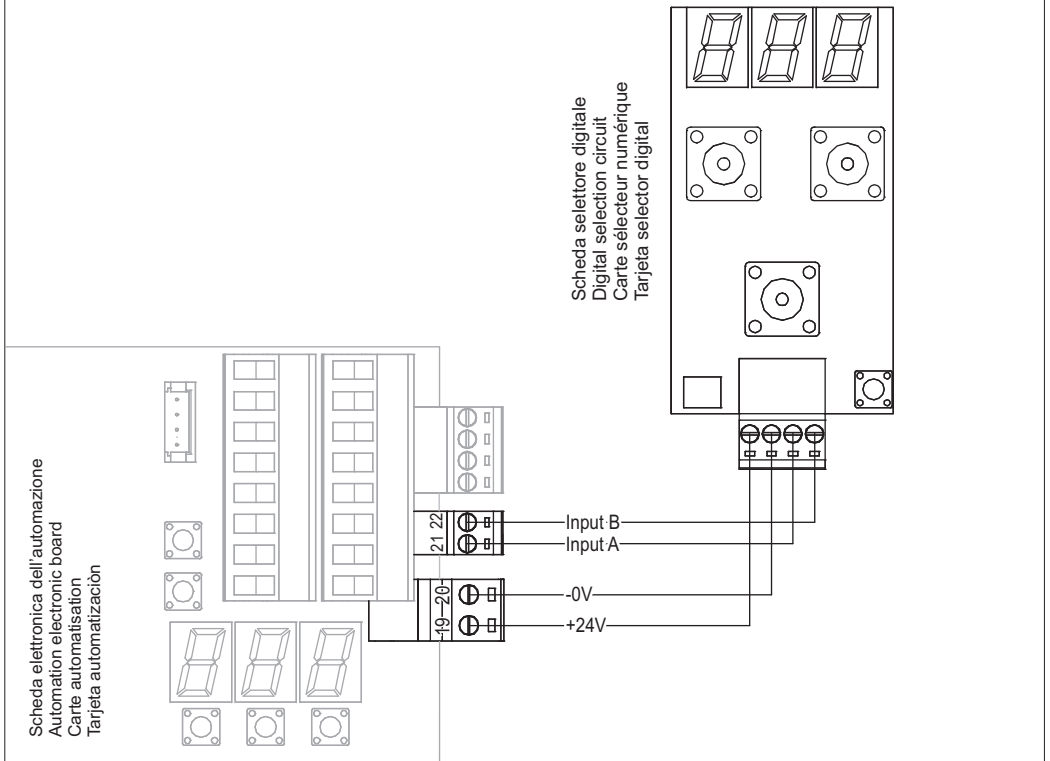 Scheda selettore digitale
Digital selection circuit
Carte sélecteur numérique
Tarjeta selector digital
Scheda elettronica dell'automazione
Automation electronic board
Carte automatisation
Tarjeta automatizaciòn
21 22
19 20
Input B
Input A
-0V
+24V